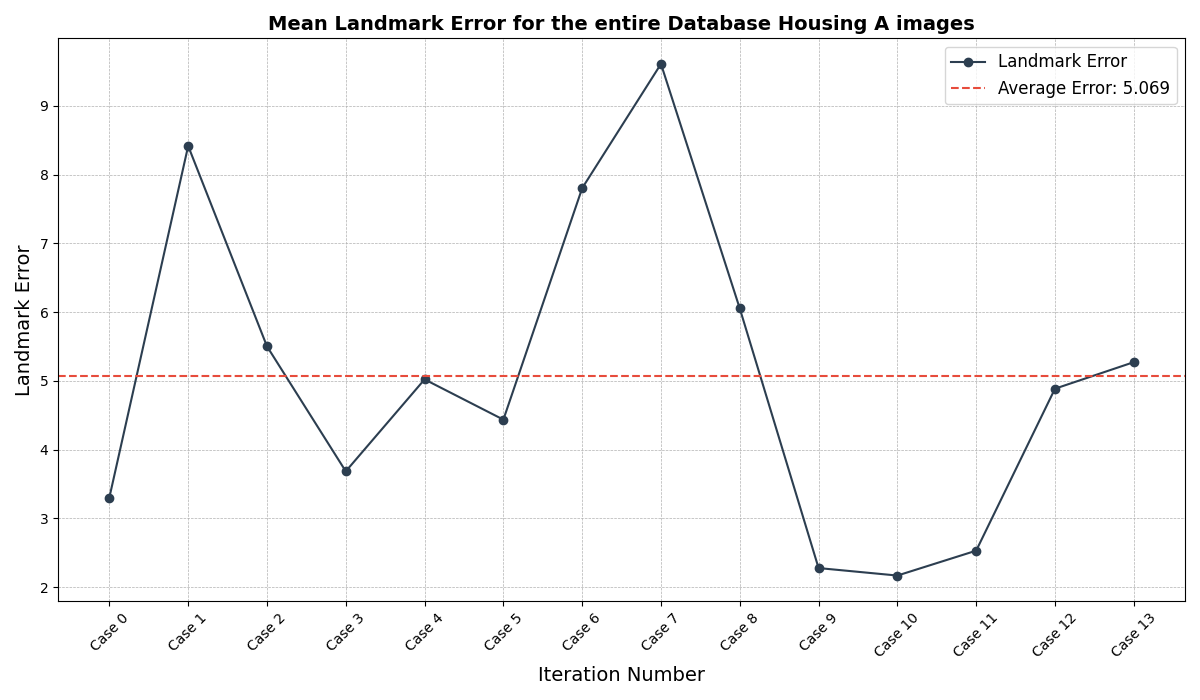 Mean Landmark Error for the entire Database Housing A images
Landmark Error
Average Error: 5.069
Landmark Error
9
8
7
6
5
4
3
2
Case 0
Case 1
Case 2
Case 3
Case 4
Case 5
Case 6
Case 7
Case 8
Case 9
Case 10
Case 11
Case 12
Case 13
Iteration Number